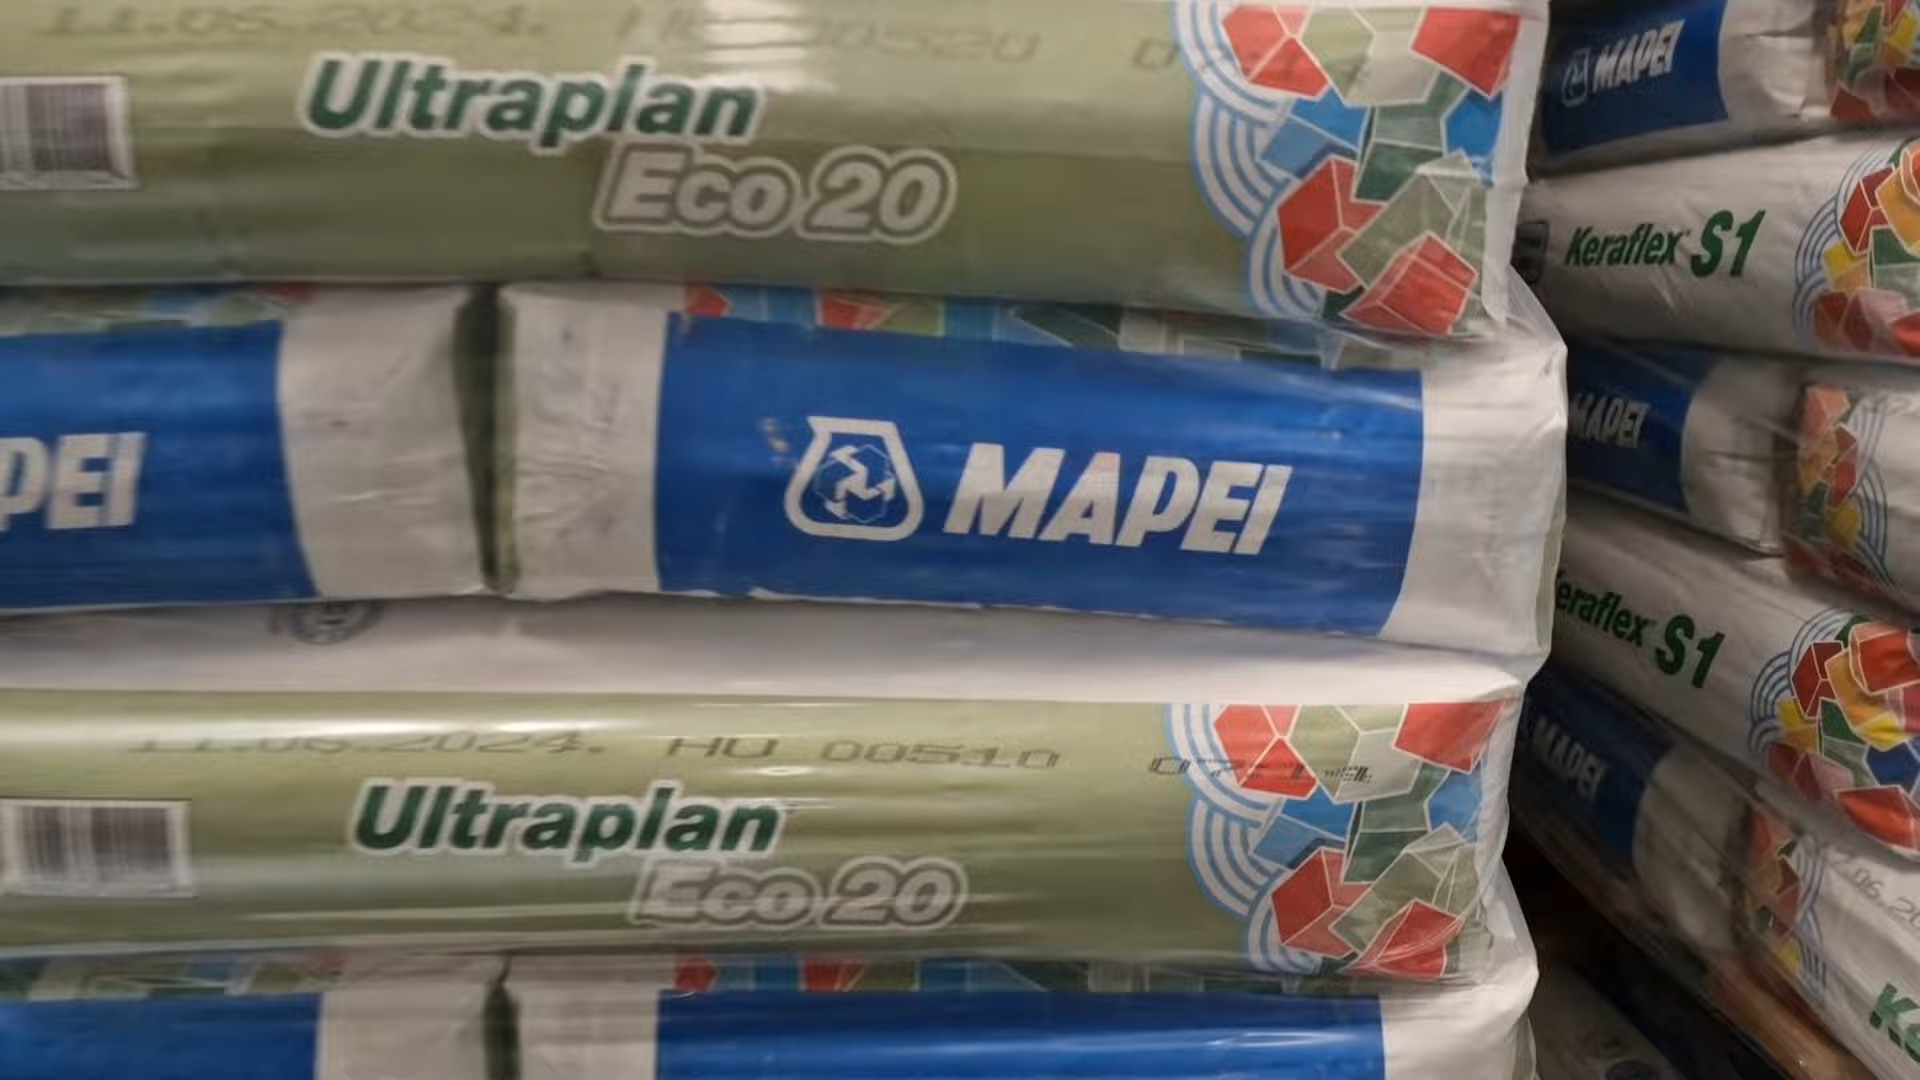 11.06.2024. HU 00520
Ultraplan
Eco 20
MAPEI
Keraflex S1
PEI
MAPEI
MAPEI
eraflex S1
11.06.2024. HU 00510
Ultraplan
Eco 20
MAPEI